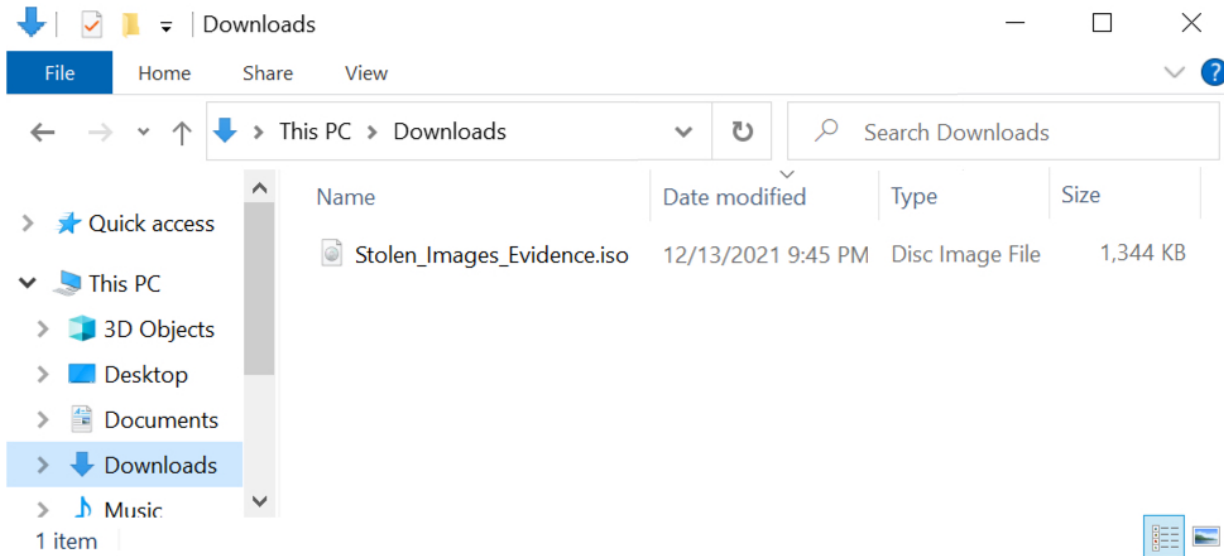 Downloads
File Home Share View
This PC > Downloads
Search Downloads
Name Date modified Type Size
Quick access
Stolen_Images_Evidence.iso 12/13/2021 9:45 PM Disc Image File 1,344 KB
This PC
3D Objects
Desktop
Documents
Downloads
Music
1 item